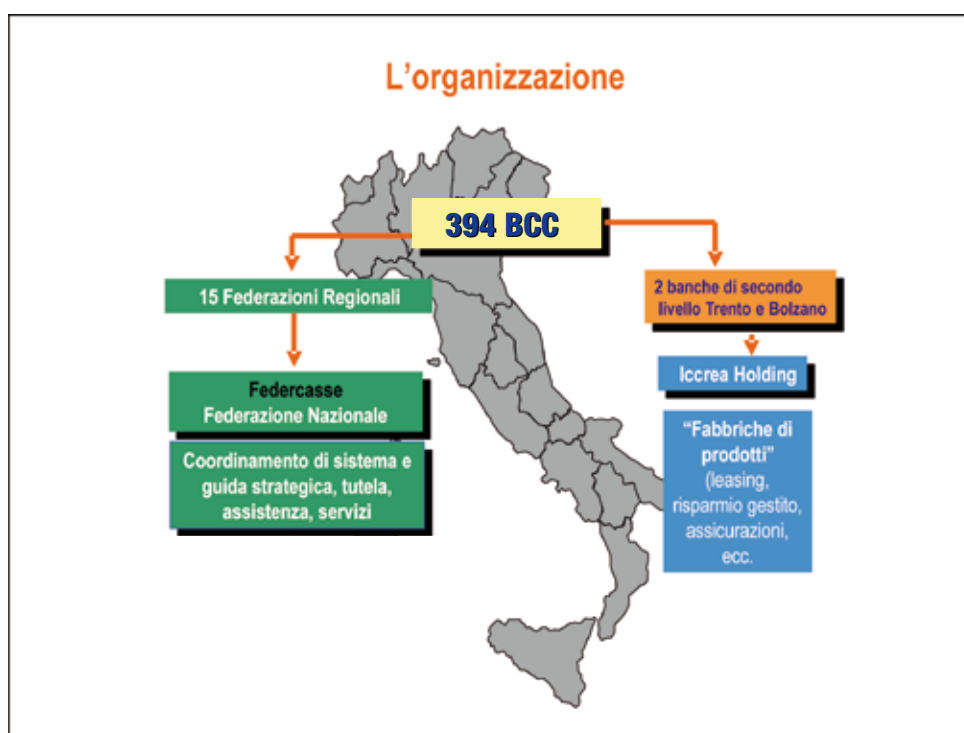 L'organizzazione
394 BCC
15 Federazioni Regionali
Federcasse
Federazione Nazionale
Coordinamento di sistema e
guida strategica, tutela,
assistenza, servizi
2 banche di secondo
livello Trento e Bolzano
Iccrea Holding
"Fabbriche di
prodotti"
(leasing,
risparmio gestito,
assicurazioni,
ecc.